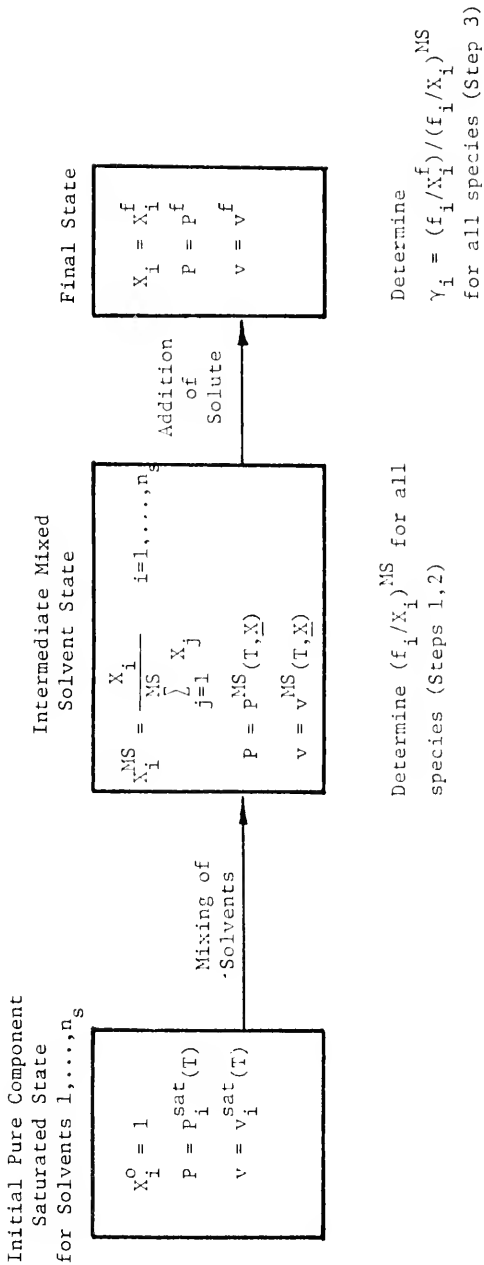 Initial Pure Component
Saturated State
for Solvents 1,...,n_s
X_i^o = 1
P = P_i^sat(T)
v = v_i^sat(T)
Mixing of
Solvents
Intermediate Mixed
Solvent State
X_i^MS = X_i / MS Σ j=1 X_j   i=1,...,n_s
P = P^MS(T,X)
v = v^MS(T,X)
Determine (f_i/X_i)^MS for all
species (Steps 1,2)
Addition
of
Solute
Final State
X_i = X_i^f
P = P^f
v = v^f
Determine
γ_i = (f_i/X_i^f)/(f_i/X_i)^MS
for all species (Step 3)